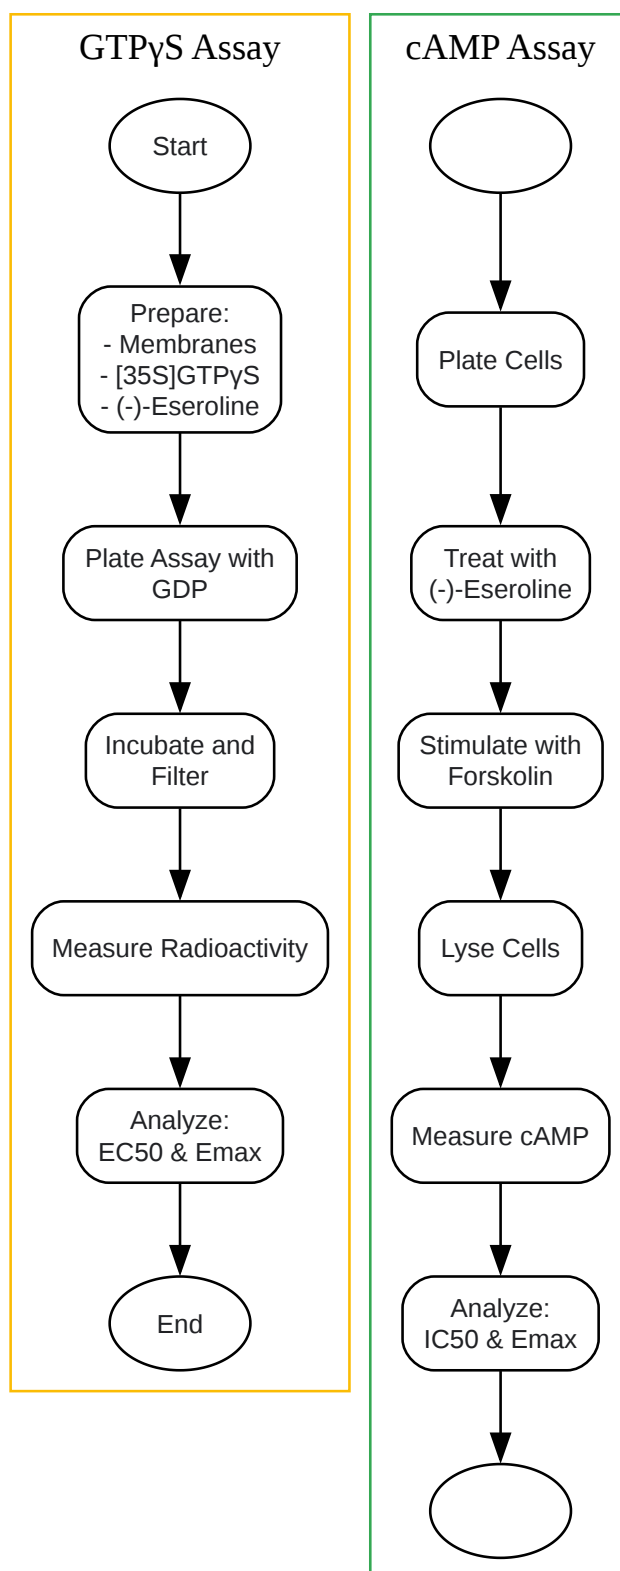 GTPγS Assay
Start
Prepare:
- Membranes
- [35S]GTPγS
- (-)-Eseroline
Plate Assay with
GDP
Incubate and
Filter
Measure Radioactivity
Analyze:
EC50 & Emax
End
cAMP Assay
Plate Cells
Treat with
(-)-Eseroline
Stimulate with
Forskolin
Lyse Cells
Measure cAMP
Analyze:
IC50 & Emax